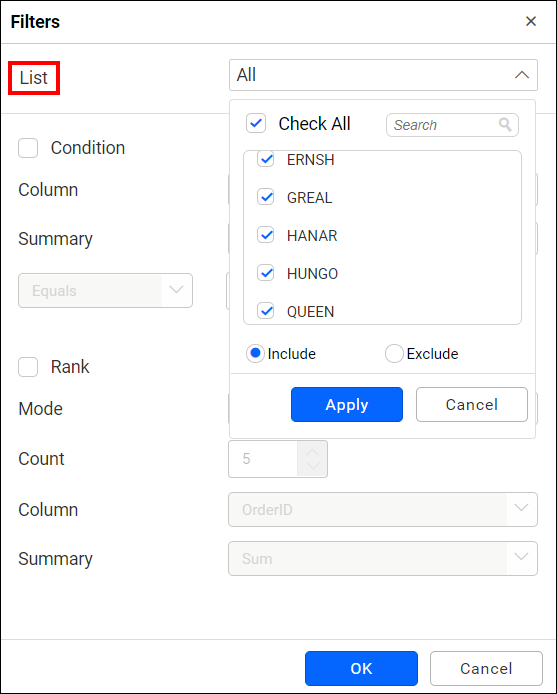 Filters
List
All
Check All
Search
ERNSH
GREAL
HANAR
HUNGO
QUEEN
Include
Exclude
Apply
Cancel
Condition
Column
Summary
Equals
Rank
Mode
Count
5
Column
OrderID
Summary
Sum
OK
Cancel